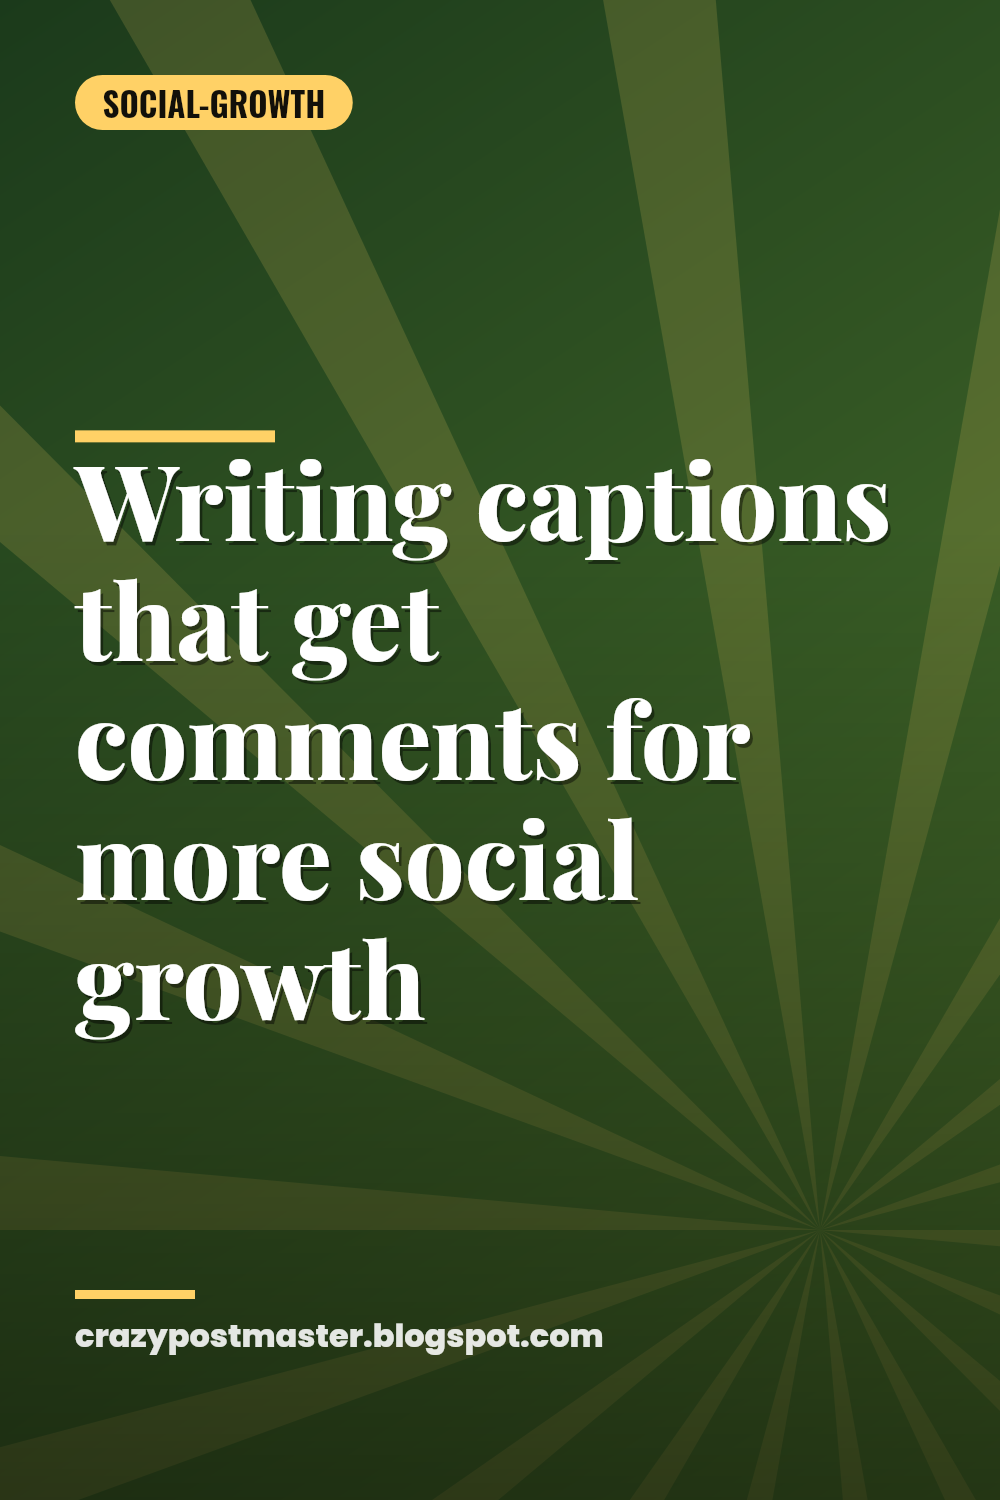 SOCIAL-GROWTH
Writing captions
that get
comments for
more social
growth
crazypostmaster.blogspot.com